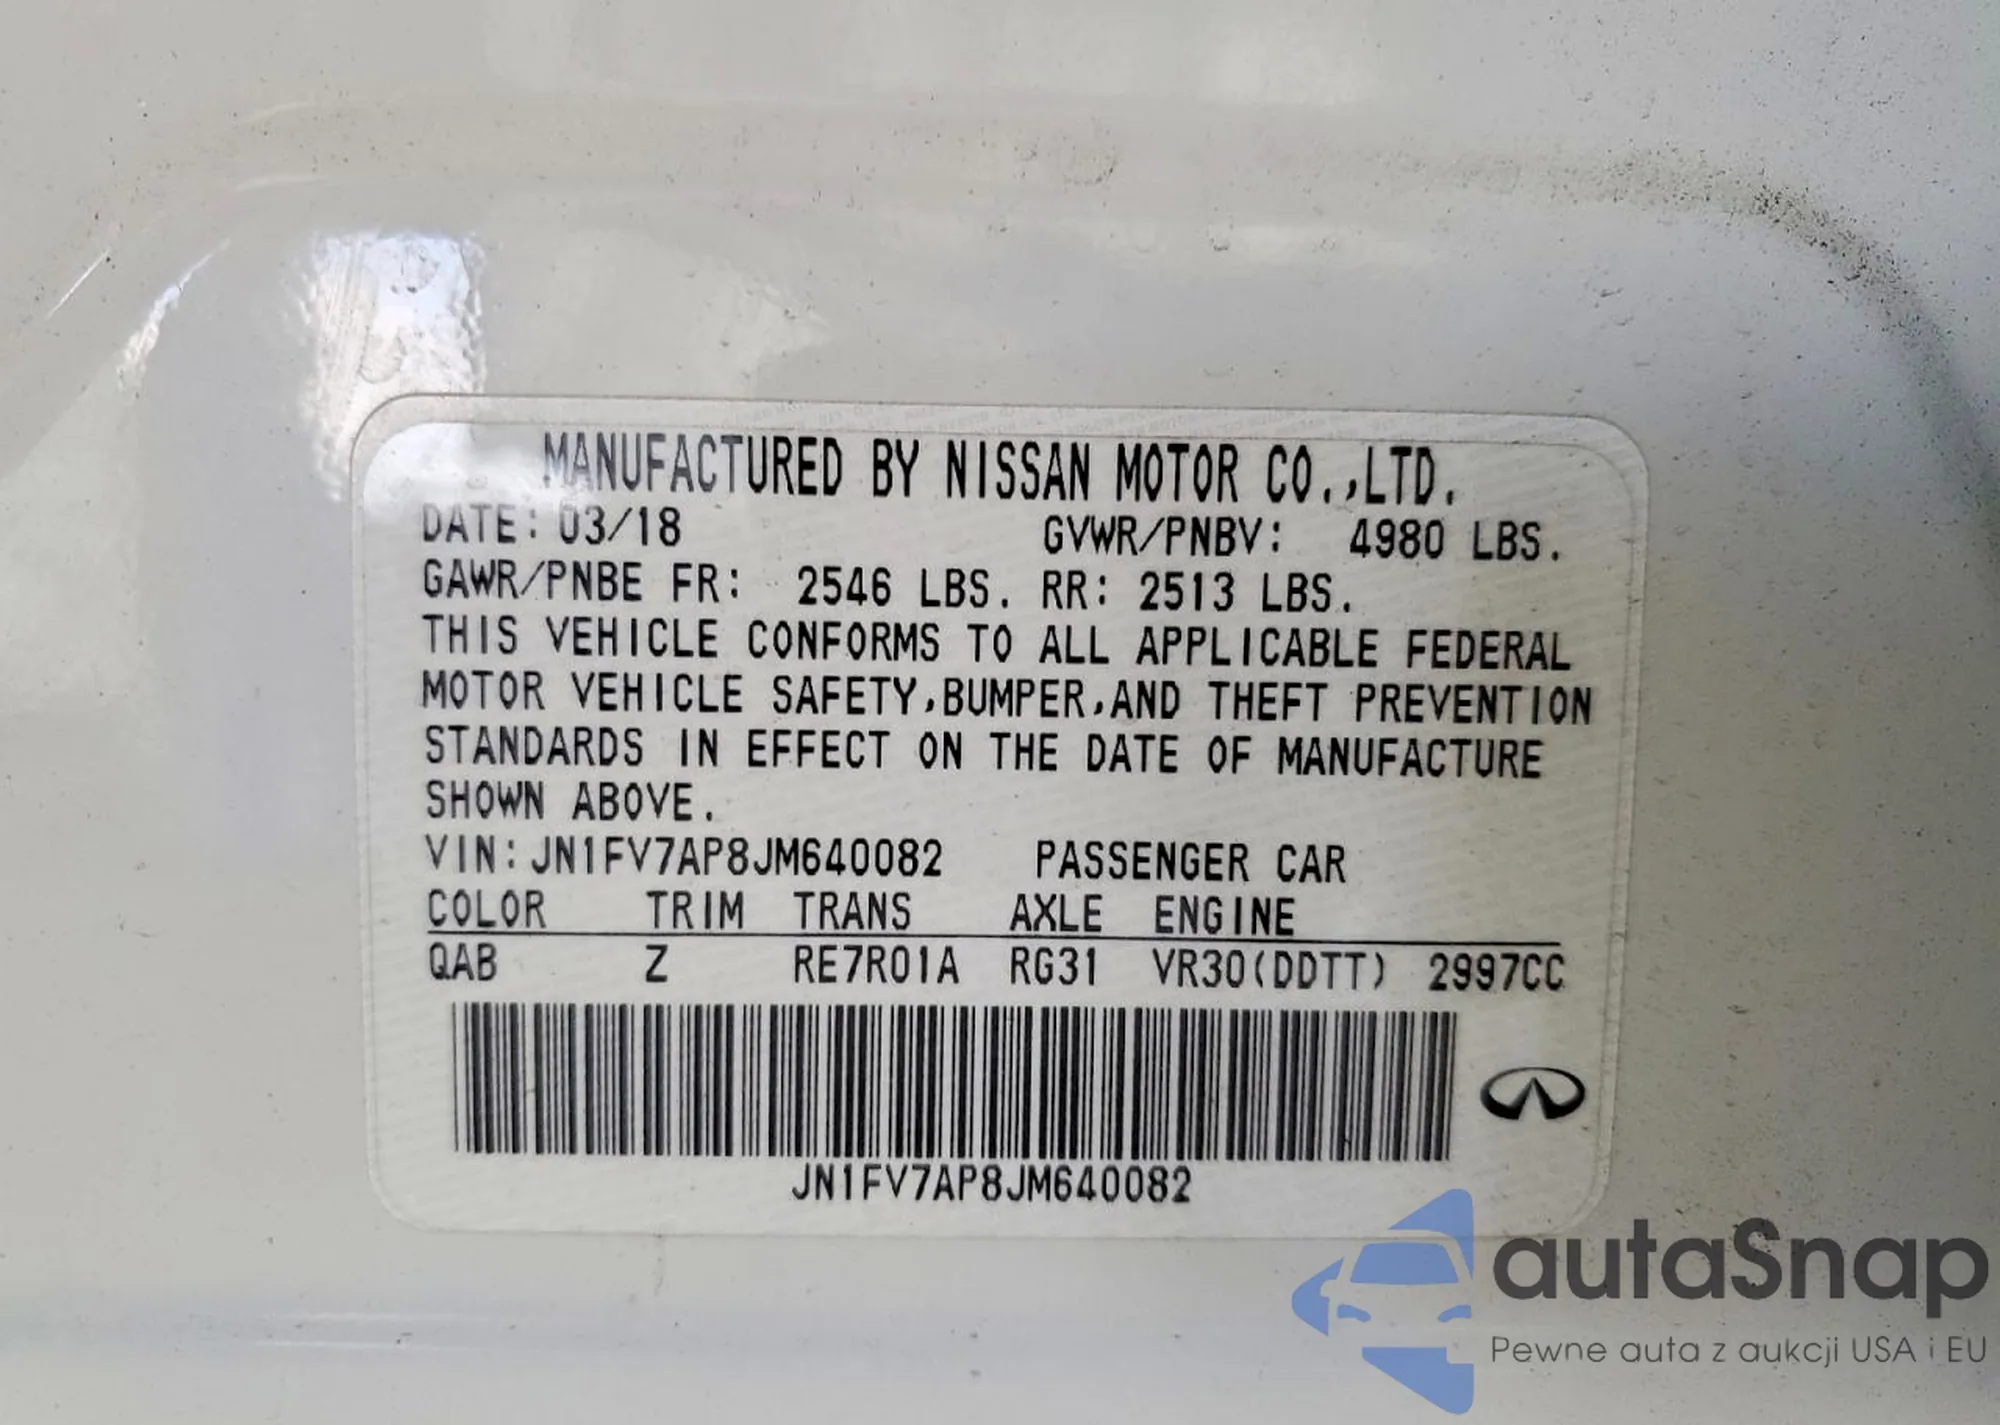 MANUFACTURED BY NISSAN MOTOR CO.,LTD.
DATE: 03/18 GVWR/PNBV: 4980 LBS.
GAWR/PNBE FR: 2546 LBS. RR: 2513 LBS.
THIS VEHICLE CONFORMS TO ALL APPLICABLE FEDERAL
MOTOR VEHICLE SAFETY,BUMPER,AND THEFT PREVENTION
STANDARDS IN EFFECT ON THE DATE OF MANUFACTURE
SHOWN ABOVE.
VIN:JN1FV7AP8JM640082 PASSENGER CAR
COLOR TRIM TRANS AXLE ENGINE
QAB Z RE7R01A RG31 VR30(DDTT) 2997CC
JN1FV7AP8JM640082
autaSnap
Pewne auta z aukcji USA i EU